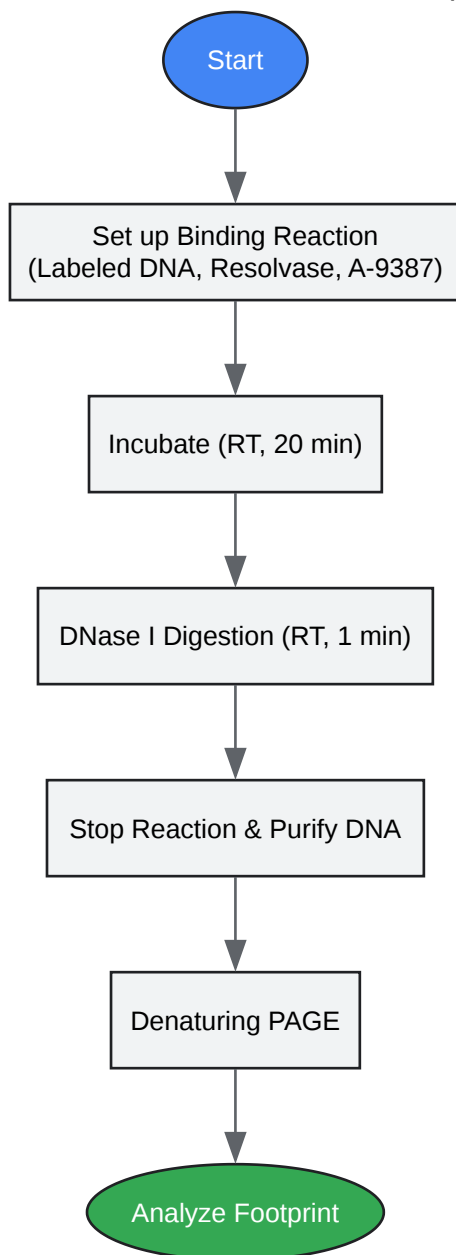 Start
Set up Binding Reaction
(Labeled DNA, Resolvase, A-9387)
Incubate (RT, 20 min)
DNase I Digestion (RT, 1 min)
Stop Reaction & Purify DNA
Denaturing PAGE
Analyze Footprint